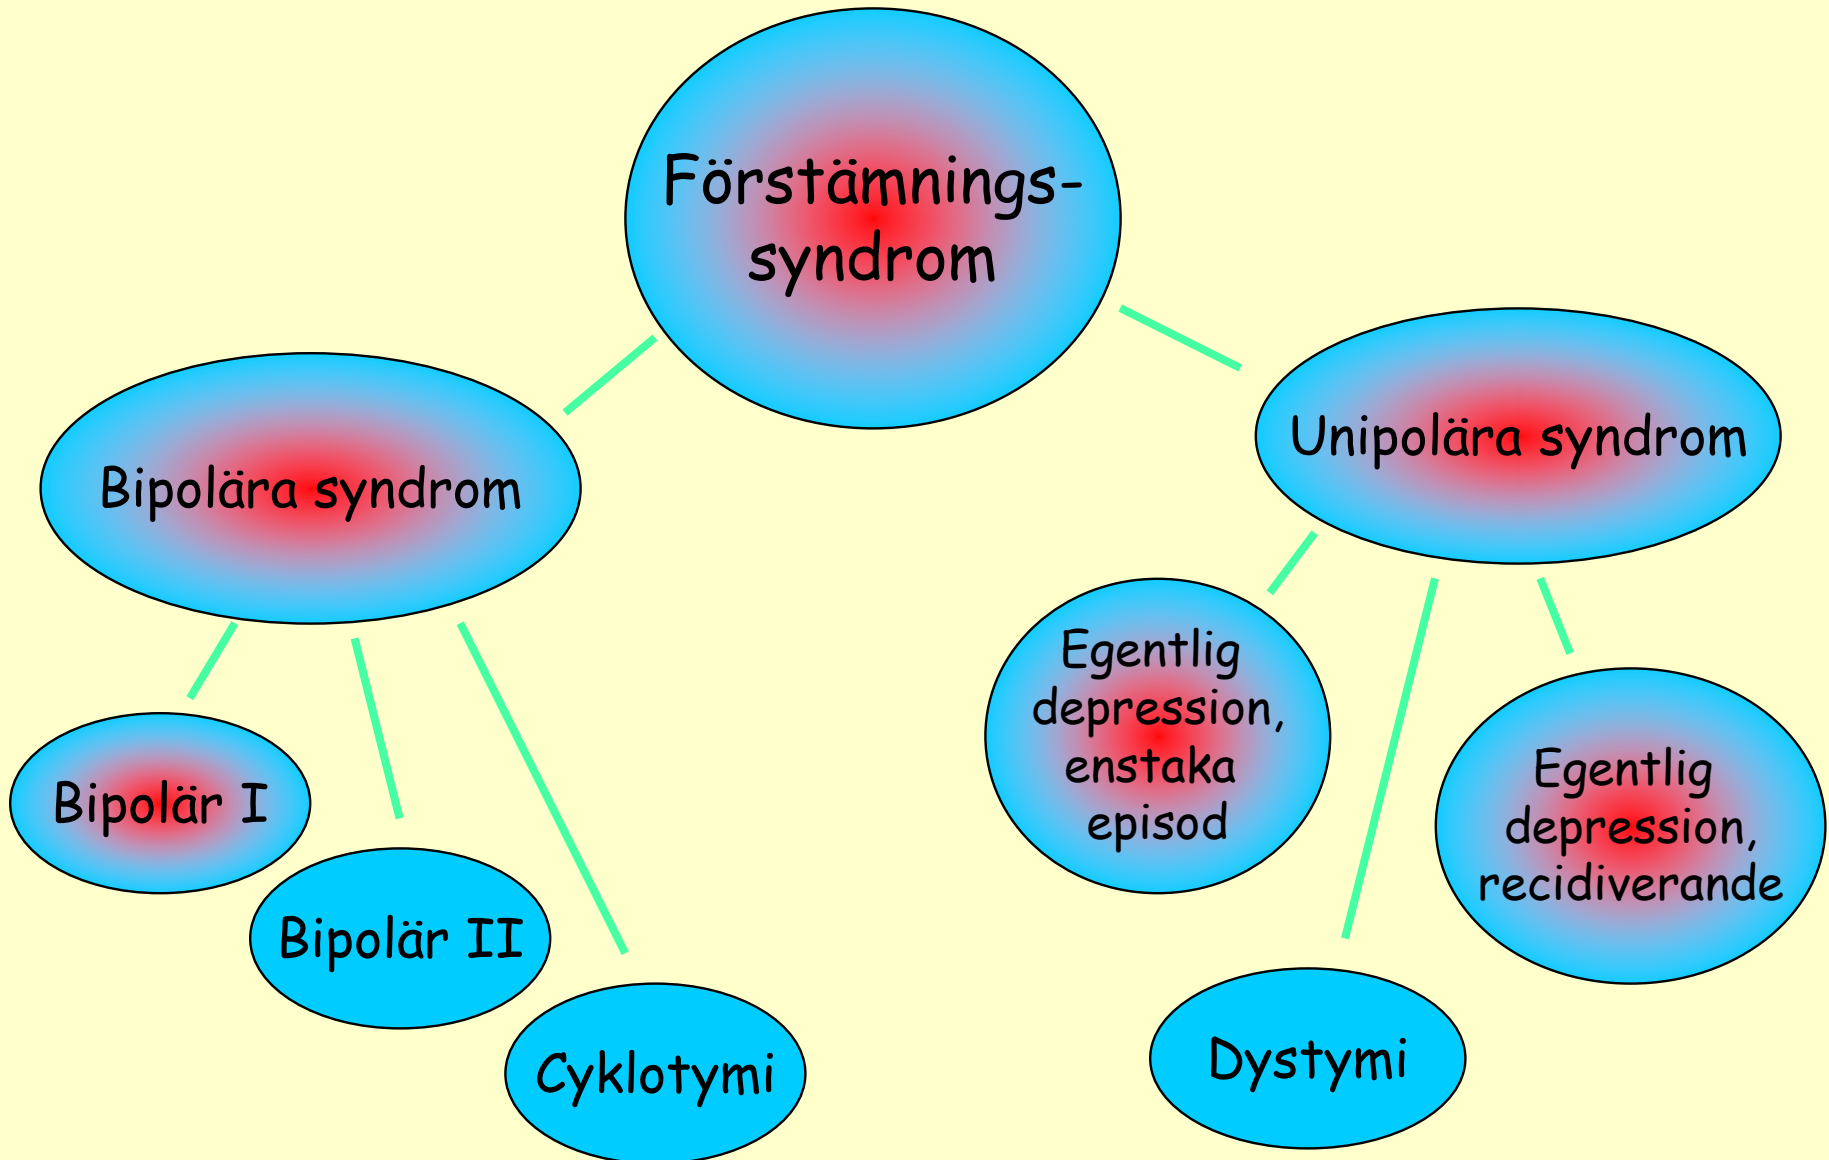 Förstämnings-
syndrom
Bipolära syndrom
Unipolära syndrom
Bipolär I
Bipolär II
Cyklotymi
Egentlig
depression,
enstaka
episod
Dystymi
Egentlig
depression,
recidiverande